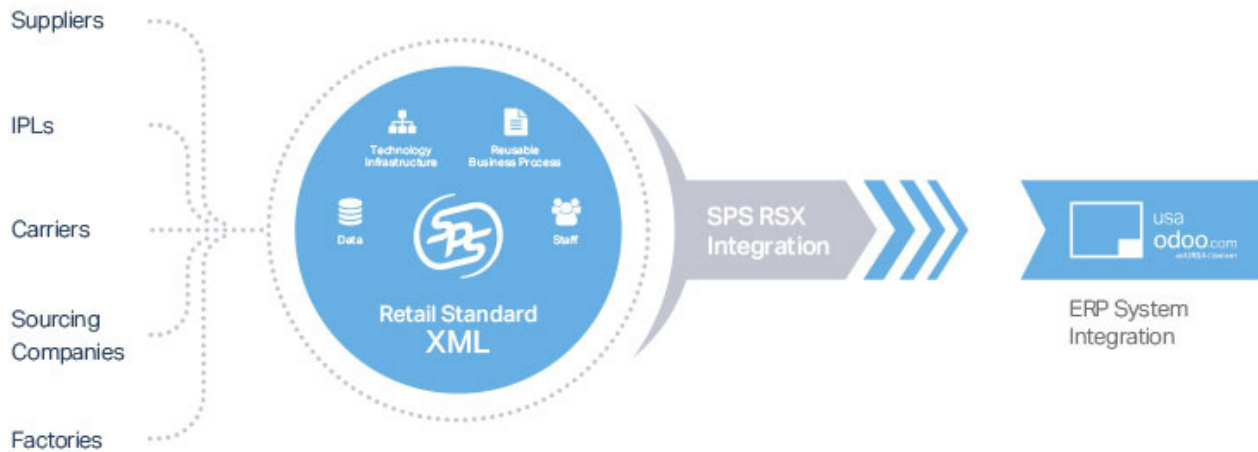 Suppliers
IPLs
Carriers
Sourcing
Companies
Factories
Technology
Infrastructure
Reusable
Business Process
Data
SPS
Staff
Retail Standard
XML
SPS RSX
Integration
usa
odoo.com
ERP System
Integration